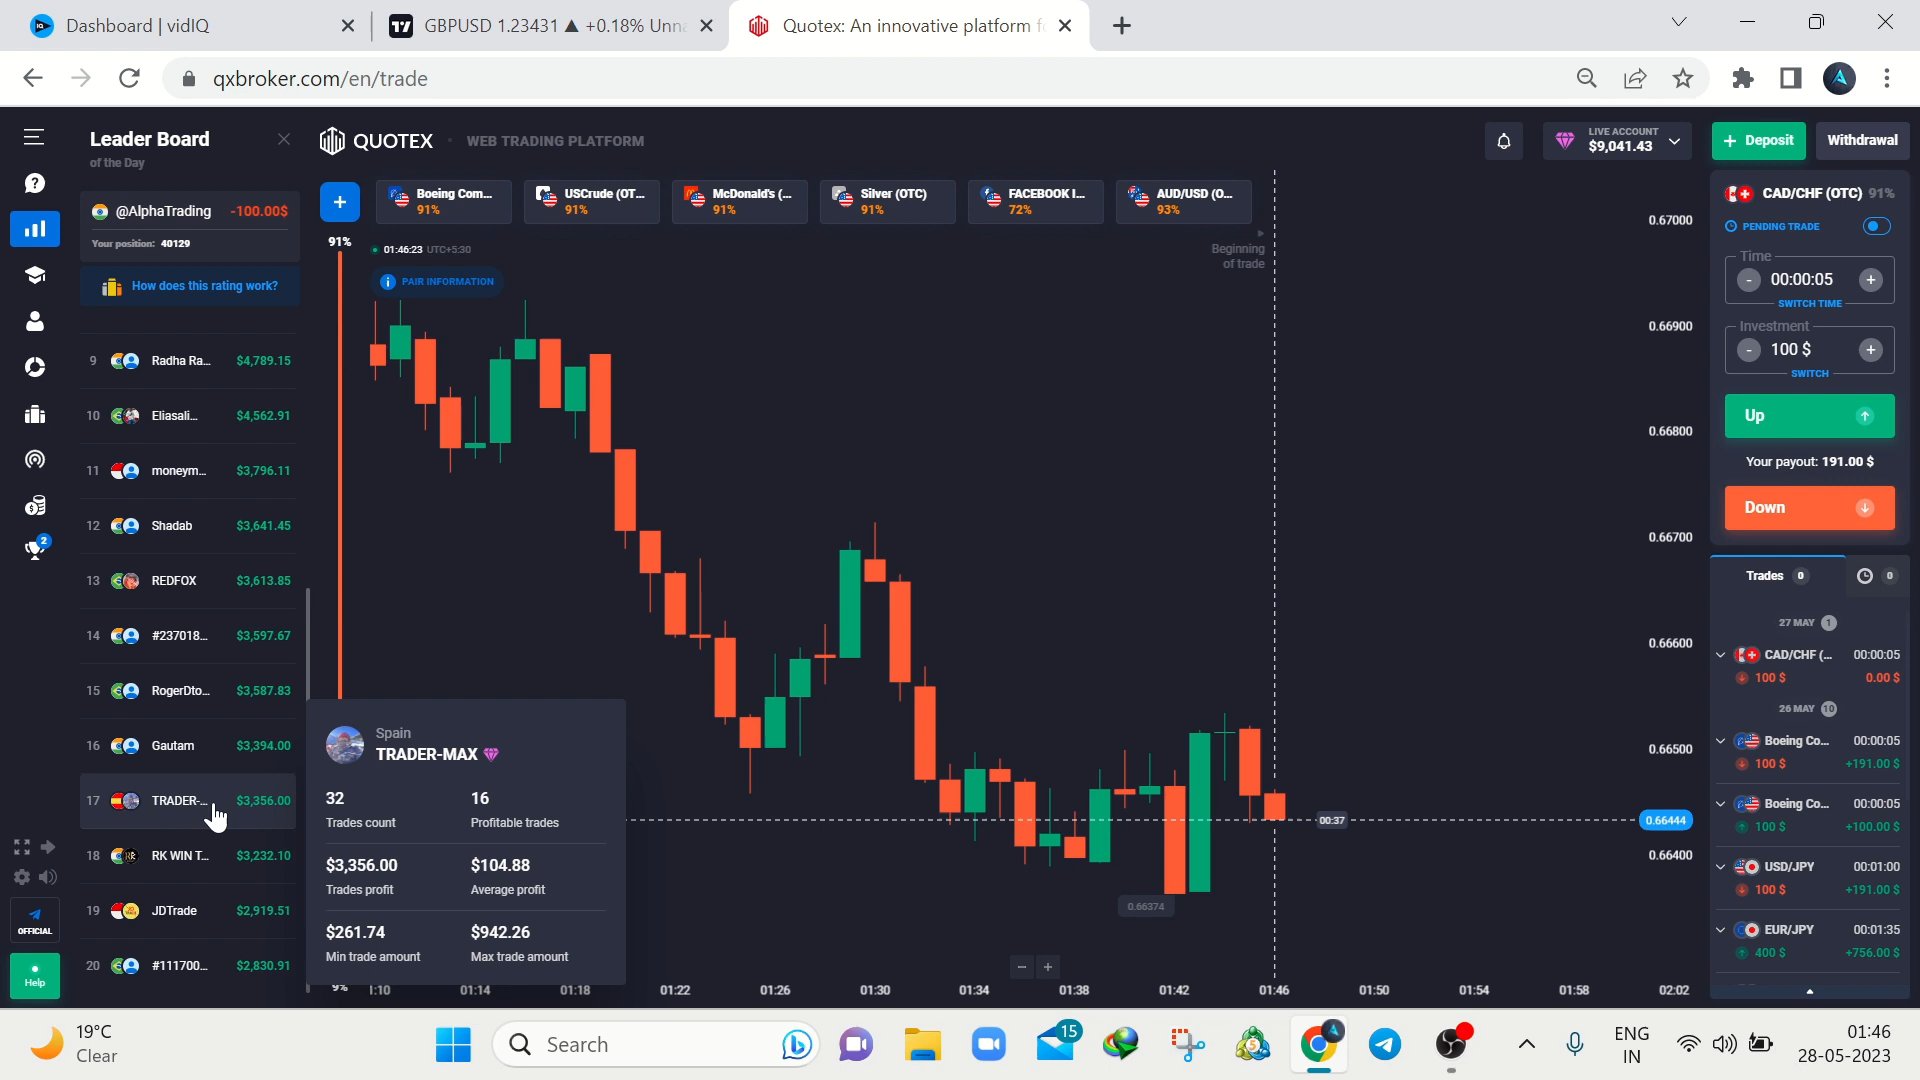 Dashboard | vidIQ
GBPUSD 1.23431 ▲ +0.18% Unna
Quotex: An innovative platform fo
qxbroker.com/en/trade
Leader Board
of the Day
@AlphaTrading -100.00$
Your position: 40129
How does this rating work?
9 Radha Ra... $4,789.15
10 Eliasali... $4,562.91
11 moneym... $3,796.11
12 Shadab $3,641.45
13 REDFOX $3,613.85
14 #237018... $3,597.67
15 RogerDto... $3,587.83
16 Gautam $3,394.00
17 TRADER-... $3,356.00
18 RK WIN T... $3,232.10
19 JDTrade $2,919.51
20 #111700... $2,830.91
OFFICIAL
Help
2
QUOTEX
WEB TRADING PLATFORM
LIVE ACCOUNT
$9,041.43
+ Deposit
Withdrawal
+
Boeing Com...
91%
USCrude (OT...
91%
McDonald's (...
91%
Silver (OTC)
91%
FACEBOOK I...
72%
AUD/USD (O...
93%
91%
01:46:23 UTC+5:30
PAIR INFORMATION
Beginning
of trade
0.67000
0.66900
0.66800
0.66700
0.66600
0.66500
0.66444
0.66400
00:37
0.66374
Spain
TRADER-MAX
32
Trades count
16
Profitable trades
$3,356.00
Trades profit
$104.88
Average profit
$261.74
Min trade amount
$942.26
Max trade amount
9%
1:10
01:14
01:18
01:22
01:26
01:30
01:34
01:38
01:42
01:46
01:50
01:54
01:58
02:02
CAD/CHF (OTC) 91%
PENDING TRADE
Time
- 00:00:05 +
SWITCH TIME
Investment
- 100 $ +
SWITCH
Up
Your payout: 191.00 $
Down
Trades 0
0
27 MAY 1
CAD/CHF (... 00:00:05
100 $ 0.00 $
26 MAY 10
Boeing Co... 00:00:05
100 $ +191.00 $
Boeing Co... 00:00:05
100 $ +100.00 $
USD/JPY 00:01:00
100 $ +191.00 $
EUR/JPY 00:01:35
400 $ +756.00 $
19°C
Clear
Search
15
ENG
IN
01:46
28-05-2023